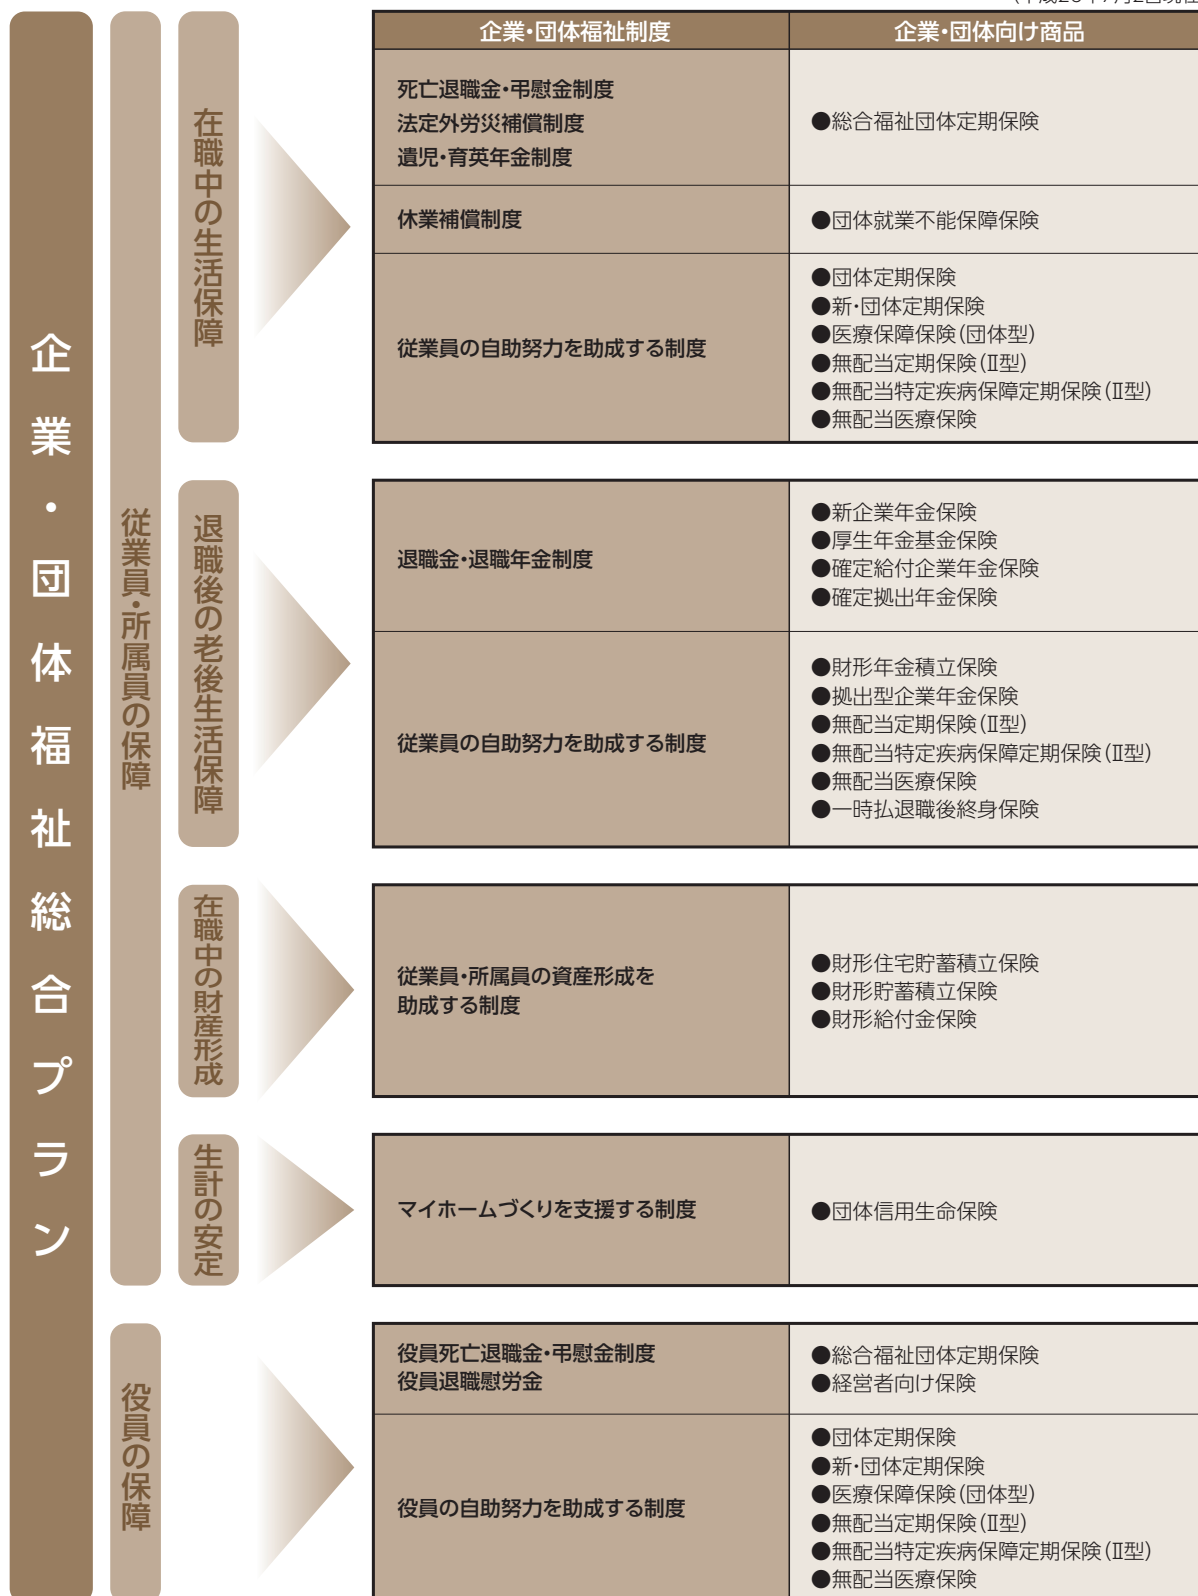 企業・団体福祉総合プラン
従業員・所属員の保障
在職中の生活保障
企業・団体福祉制度
企業・団体向け商品
死亡退職金・弔慰金制度
法定外労災補償制度
遺児・育英年金制度
●総合福祉団体定期保険
休業補償制度
●団体就業不能保障保険
従業員の自助努力を助成する制度
●団体定期保険
●新・団体定期保険
●医療保障保険(団体型)
●無配当定期保険(Ⅱ型)
●無配当特定疾病保障定期保険(Ⅱ型)
●無配当医療保険
退職後の老後生活保障
退職金・退職年金制度
●新企業年金保険
●厚生年金基金保険
●確定給付企業年金保険
●確定拠出年金保険
従業員の自助努力を助成する制度
●財形年金積立保険
●拠出型企業年金保険
●無配当定期保険(Ⅱ型)
●無配当特定疾病保障定期保険(Ⅱ型)
●無配当医療保険
●一時払退職後終身保険
在職中の財産形成
従業員・所属員の資産形成を
助成する制度
●財形住宅貯蓄積立保険
●財形貯蓄積立保険
●財形給付金保険
生計の安定
マイホームづくりを支援する制度
●団体信用生命保険
役員の保障
役員死亡退職金・弔慰金制度
役員退職慰労金
●総合福祉団体定期保険
●経営者向け保険
役員の自助努力を助成する制度
●団体定期保険
●新・団体定期保険
●医療保障保険(団体型)
●無配当定期保険(Ⅱ型)
●無配当特定疾病保障定期保険(Ⅱ型)
●無配当医療保険